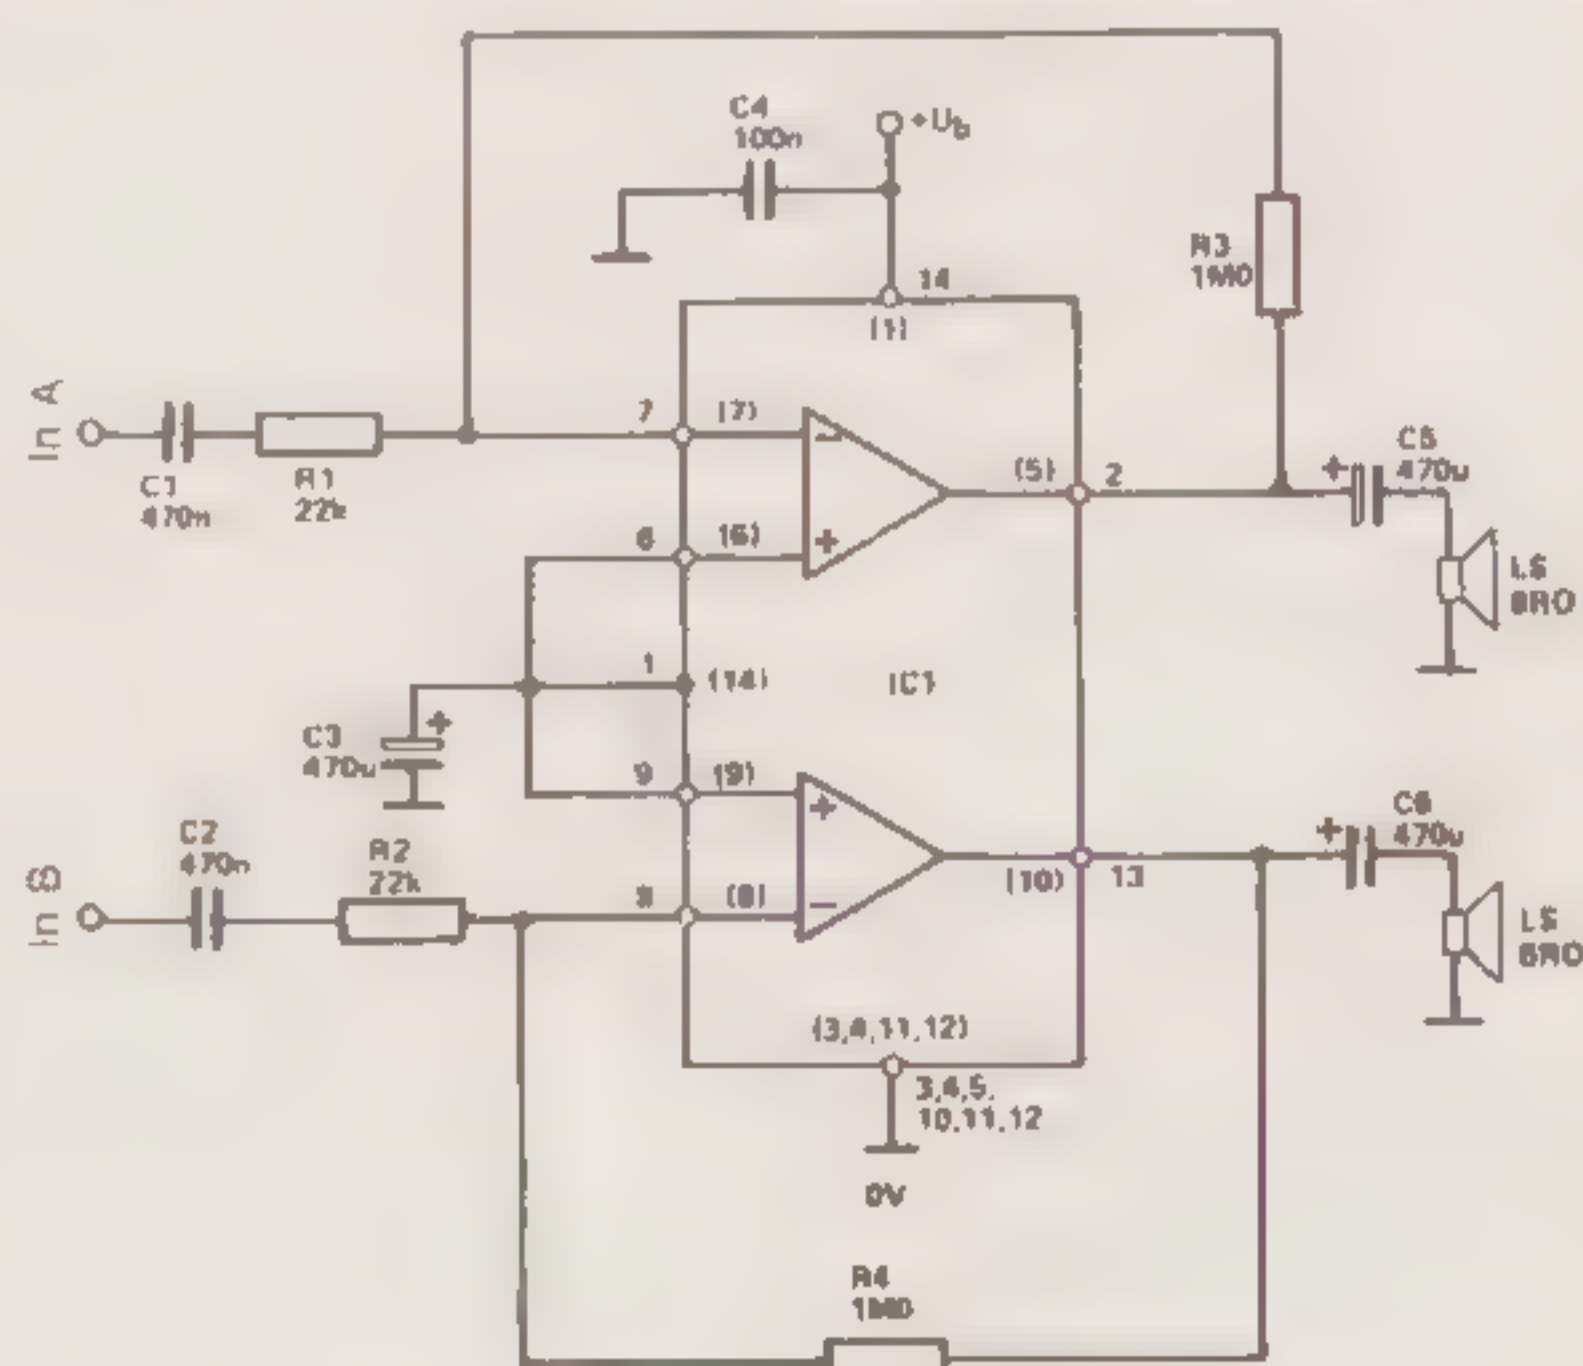 C4
100n
+Ub
14
(1)
R3
1M0
In A
C1
470n
R1
22k
7
(7)
6
(6)
(5)
2
C5
470u
LS
8R0
1
(14)
IC1
C3
470u
9
(9)
C2
470n
R2
22k
In B
8
(8)
(10)
13
C6
470u
LS
8R0
(3,4,11,12)
3,4,5,
10,11,12
0V
R4
1M0